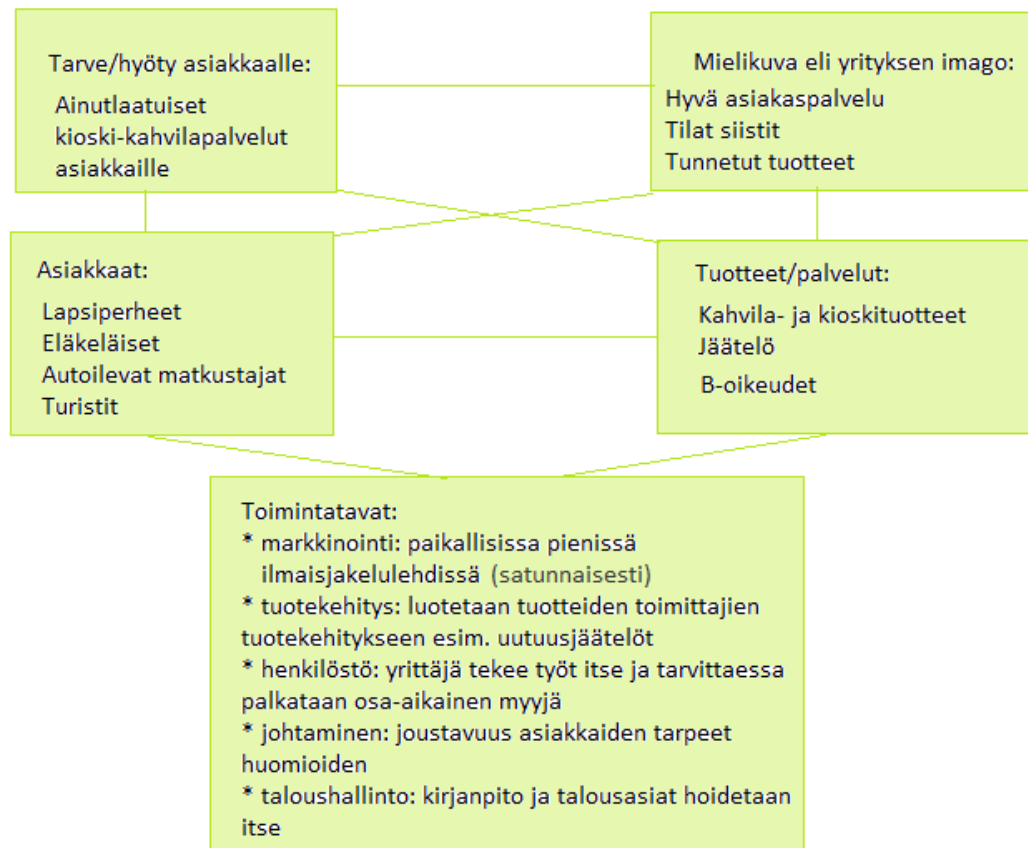 Tarve/hyöty asiakkaalle:
Ainutlaatuiset
kioski-kahvilapalvelut
asiakkaille
Mielikuva eli yrityksen imago:
Hyvä asiakaspalvelu
Tilat siistit
Tunnetut tuotteet
Asiakkaat:
Lapsiperheet
Eläkeläiset
Autoilevat matkustajat
Turistit
Tuotteet/palvelut:
Kahvila- ja kioskituotteet
Jäätelö
B-oikeudet
Toimintatavat:
* markkinointi: paikallisissa pienissä
ilmaisjakelulehdissä (satunnaisesti)
* tuotekehitys: luotetaan tuotteiden toimittajien
tuotekehitykseen esim. uutuusjäätelöt
* henkilöstö: yrittäjä tekee työt itse ja tarvittaessa
palkataan osa-aikainen myyjä
* johtaminen: joustavuus asiakkaiden tarpeet
huomioiden
* taloushallinto: kirjanpito ja talousasiat hoidetaan
itse